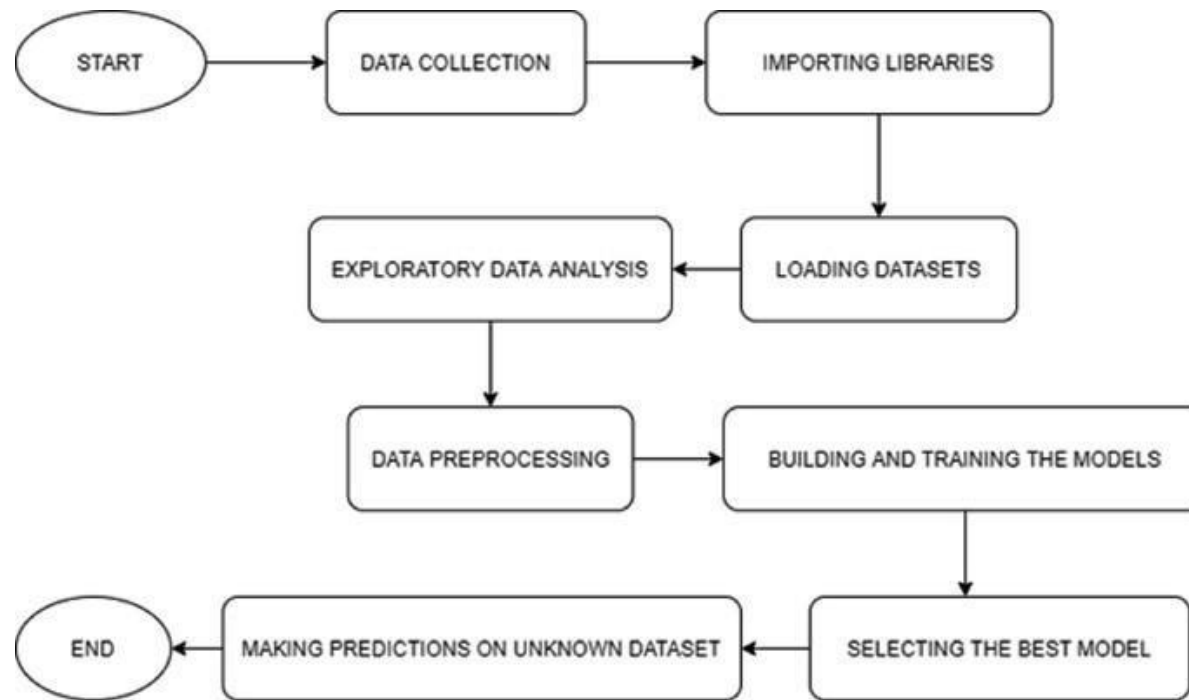 START
DATA COLLECTION
IMPORTING LIBRARIES
LOADING DATASETS
EXPLORATORY DATA ANALYSIS
DATA PREPROCESSING
BUILDING AND TRAINING THE MODELS
SELECTING THE BEST MODEL
MAKING PREDICTIONS ON UNKNOWN DATASET
END